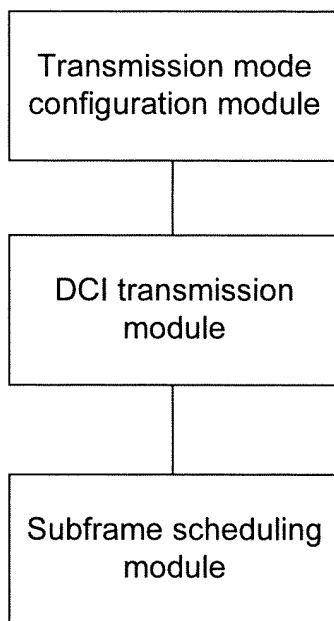 Transmission mode
configuration module
DCI transmission
module
Subframe scheduling
module